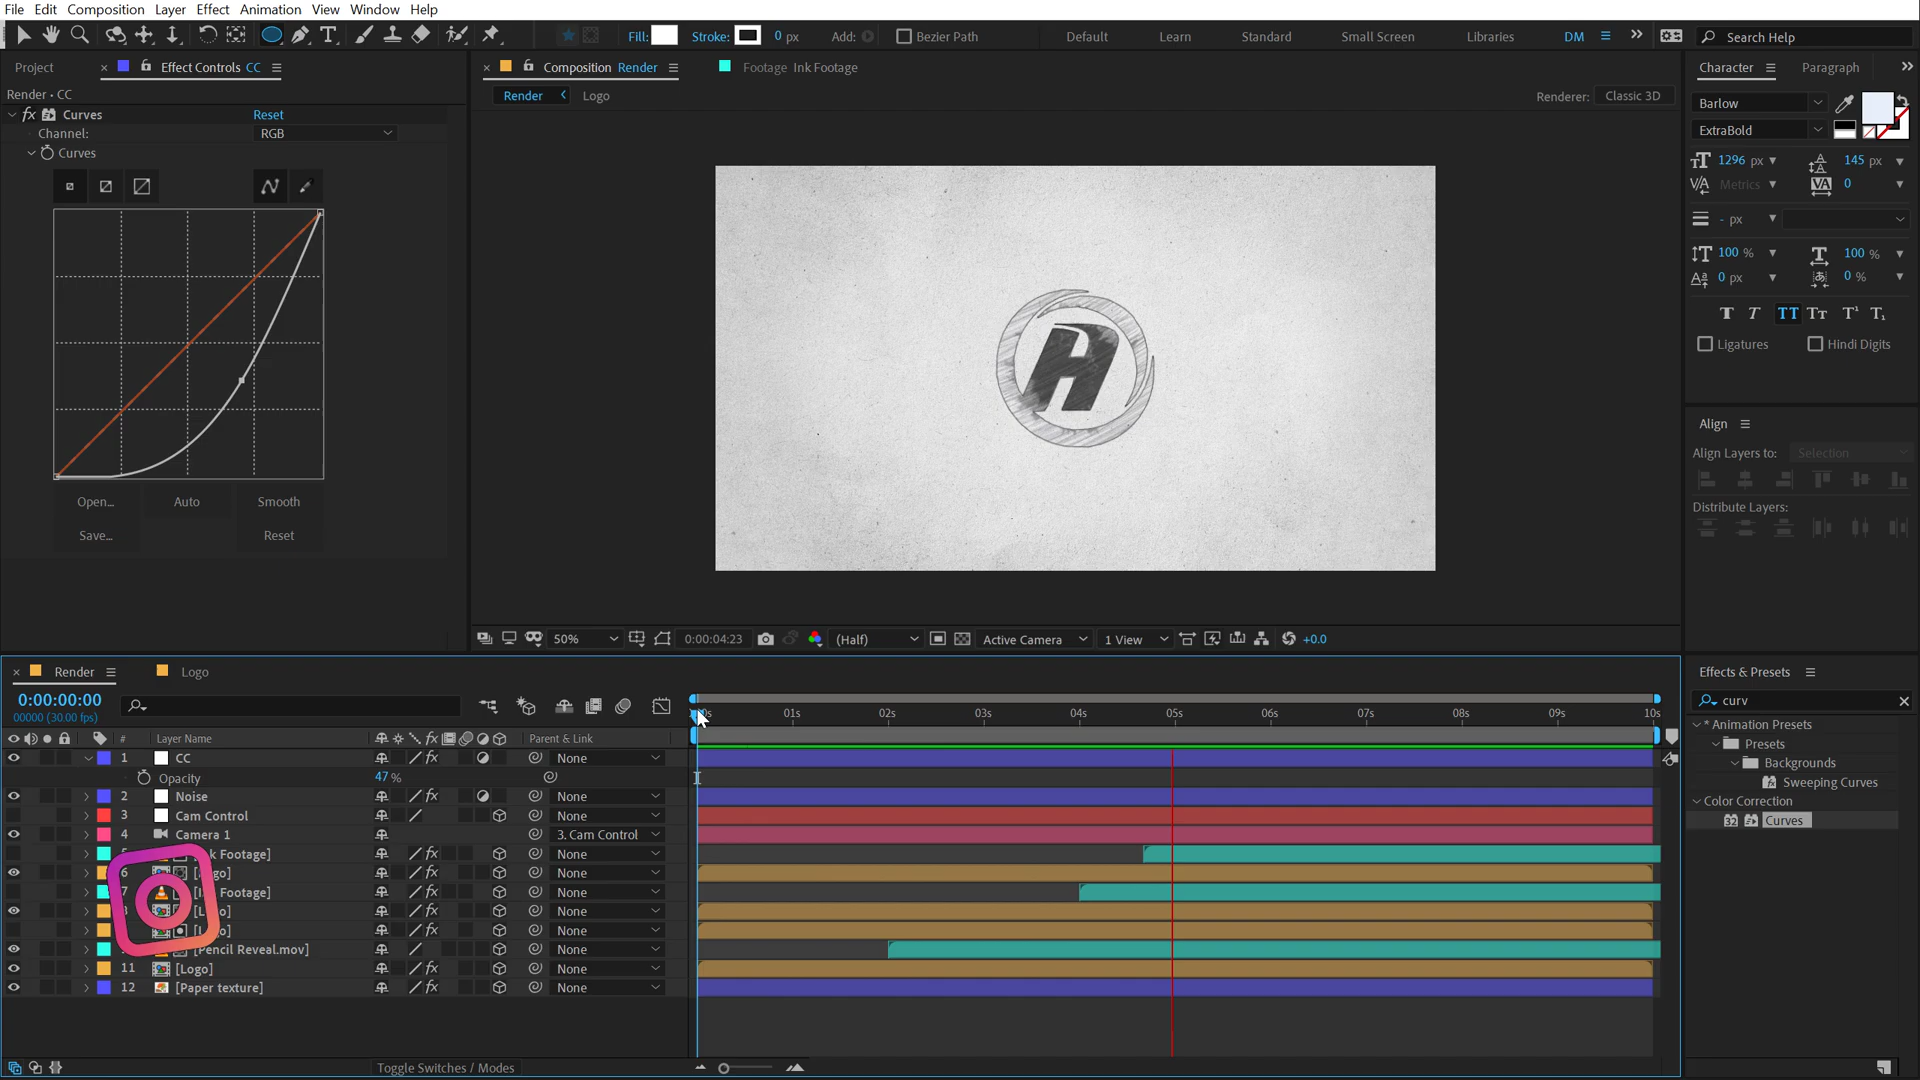 File Edit Composition Layer Effect Animation View Window Help
Fill: Stroke: 0 px Add: Bezier Path Default Learn Standard Small Screen Libraries DM Search Help
Project Effect Controls CC
Render • CC
fx Curves Reset
Channel: RGB
Curves
Open... Auto Smooth
Save... Reset
Composition Render Footage Ink Footage
Render Logo Renderer: Classic 3D
H
50% 0:00:04:23 (Half) Active Camera 1 View +0.0
Character Paragraph
Barlow
ExtraBold
1296 px 145 px
Metrics 0
- px
100 % 100 %
0 px 0 %
Ligatures Hindi Digits
Align
Align Layers to: Selection
Distribute Layers:
Render Logo
0:00:00:00
00000 (30.00 fps)
01s 02s 03s 04s 05s 06s 07s 08s 09s 10s
# Layer Name Parent & Link
1 CC None
Opacity 47 %
2 Noise None
3 Cam Control None
4 Camera 1 3. Cam Control
Footage] None
6 None
7 Footage] None
None
None
[Pencil Reveal.mov] None
11 [Logo] None
12 [Paper texture] None
Toggle Switches / Modes
Effects & Presets
curv
* Animation Presets
Presets
Backgrounds
Sweeping Curves
Color Correction
32 Curves